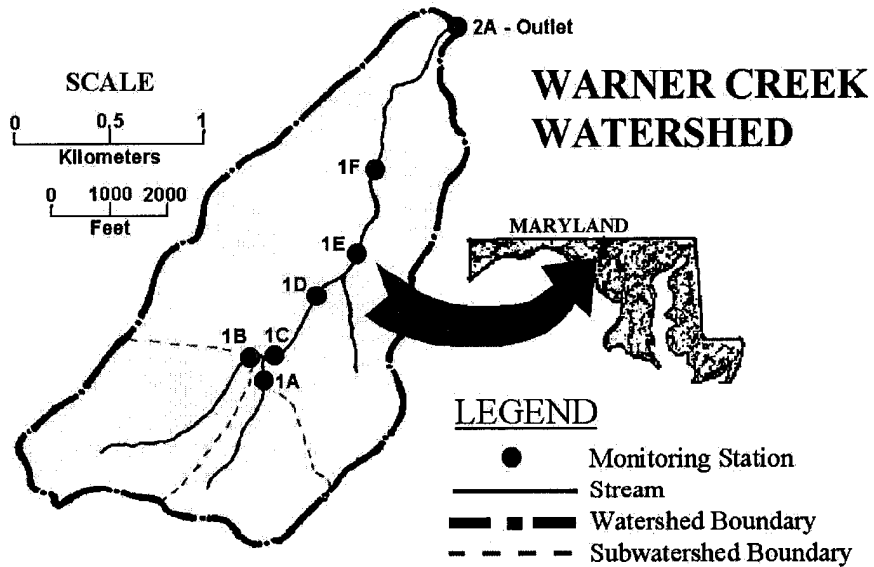 2A - Outlet
SCALE
0 0,5 1
Kilometers
0 1000 2000
Feet
WARNER CREEK
WATERSHED
1F
MARYLAND
1E
1D
1B 1C
1A
LEGEND
Monitoring Station
Stream
Watershed Boundary
Subwatershed Boundary